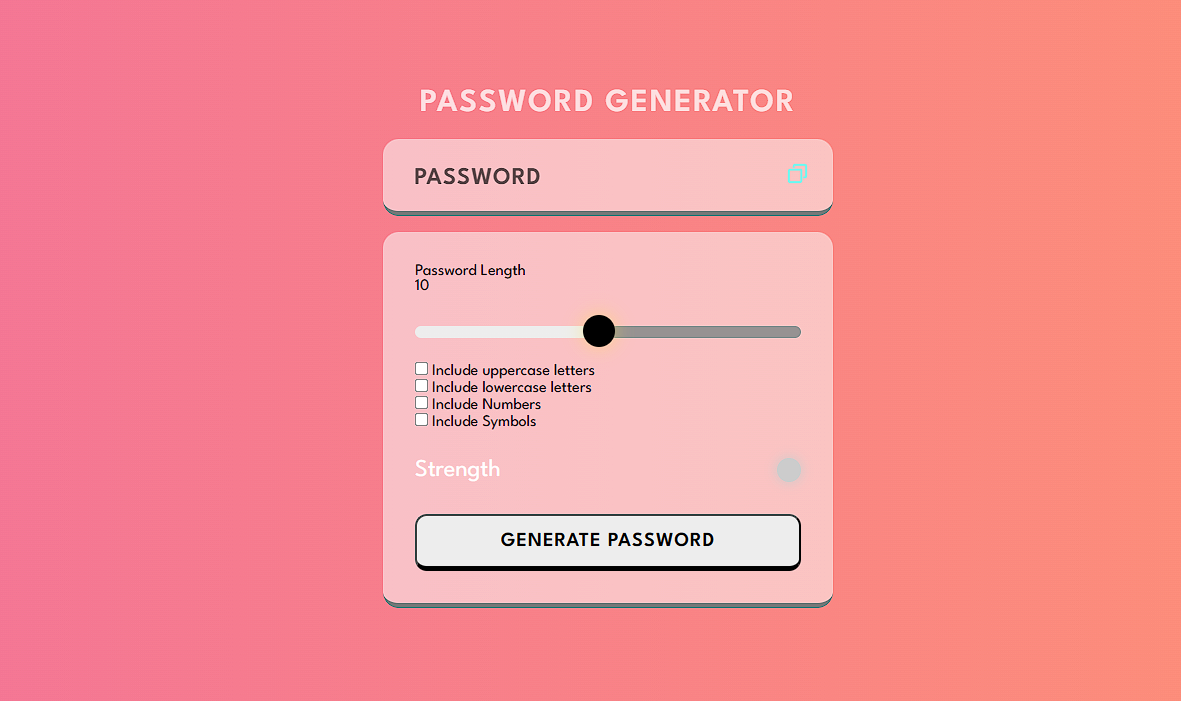 PASSWORD GENERATOR
PASSWORD
Password Length
10
Include uppercase letters
Include lowercase letters
Include Numbers
Include Symbols
Strength
GENERATE PASSWORD